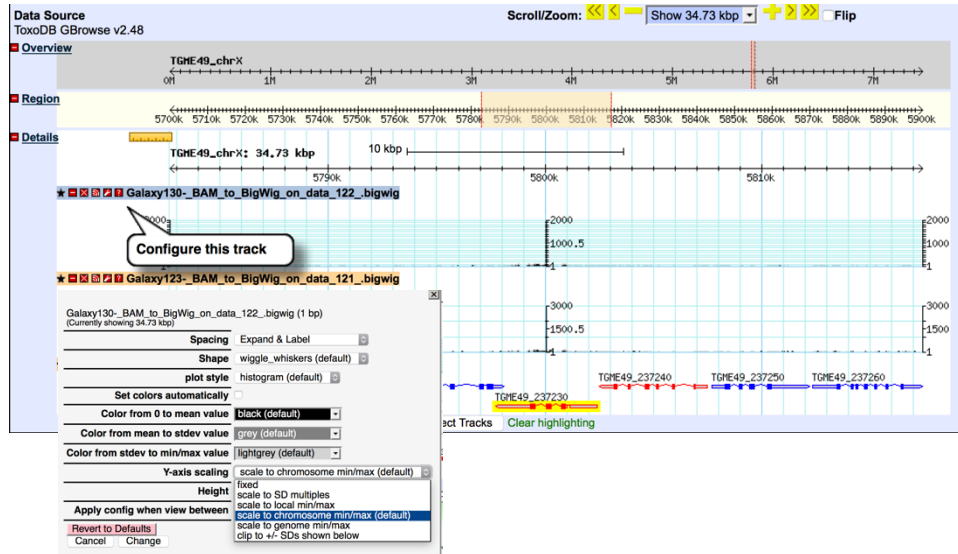 Data Source
ToxoDB GBrowse v2.48
Scroll/Zoom: Show 34.73 kbp Flip
Overview
TGME49_chrX
0M 1M 2M 3M 4M 5M 6M 7M
Region
5700k 5710k 5720k 5730k 5740k 5750k 5760k 5770k 5780k 5790k 5800k 5810k 5820k 5830k 5840k 5850k 5860k 5870k 5880k 5890k 5900k
Details
TGME49_chrX: 34.73 kbp 10 kbp
5790k 5800k 5810k
Galaxy130-_BAM_to_BigWig_on_data_122_.bigwig
2000 2000
1000.5 1000
1 1
Configure this track
Galaxy123-_BAM_to_BigWig_on_data_121_.bigwig
3000 3000
1500.5 1500
1 1
Galaxy130-_BAM_to_BigWig_on_data_122_.bigwig (1 bp)
(Currently showing 34.73 kbp)
Spacing Expand & Label
Shape wiggle_whiskers (default)
plot style histogram (default)
Set colors automatically
Color from 0 to mean value black (default)
Color from mean to stdev value grey (default)
Color from stdev to min/max value lightgrey (default)
Y-axis scaling scale to chromosome min/max (default)
Height
Apply config when view between
fixed
scale to SD multiples
scale to local min/max
scale to chromosome min/max (default)
scale to genome min/max
clip to +/- SDs shown below
Revert to Defaults
Cancel Change
TGME49_237240 TGME49_237250 TGME49_237260
TGME49_237230
ect Tracks Clear highlighting